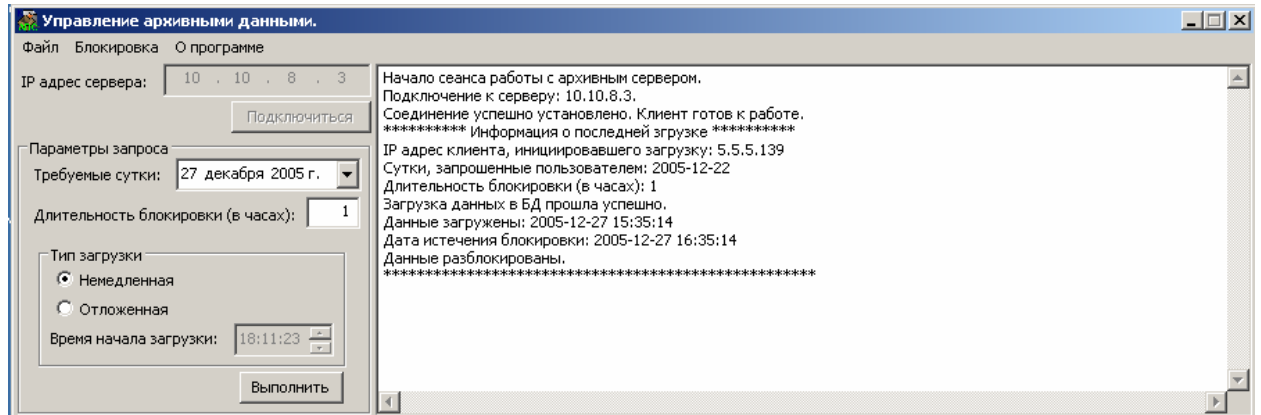 Управление архивными данными.
Файл Блокировка О программе
IP адрес сервера: 10 . 10 . 8 . 3
Подключиться
Параметры запроса
Требуемые сутки: 27 декабря 2005 г.
Длительность блокировки (в часах): 1
Тип загрузки
Немедленная
Отложенная
Время начала загрузки: 18:11:23
Выполнить
Начало сеанса работы с архивным сервером.
Подключение к серверу: 10.10.8.3.
Соединение успешно установлено. Клиент готов к работе.
********** Информация о последней згрузке **********
IP адрес клиента, инициировавшего загрузку: 5.5.5.139
Сутки, запрошенные пользователем: 2005-12-22
Длительность блокировки (в часах): 1
Загрузка данных в БД прошла успешно.
Данные загружены: 2005-12-27 15:35:14
Дата истечения блокировки: 2005-12-27 16:35:14
Данные разблокированы.
****************************************************